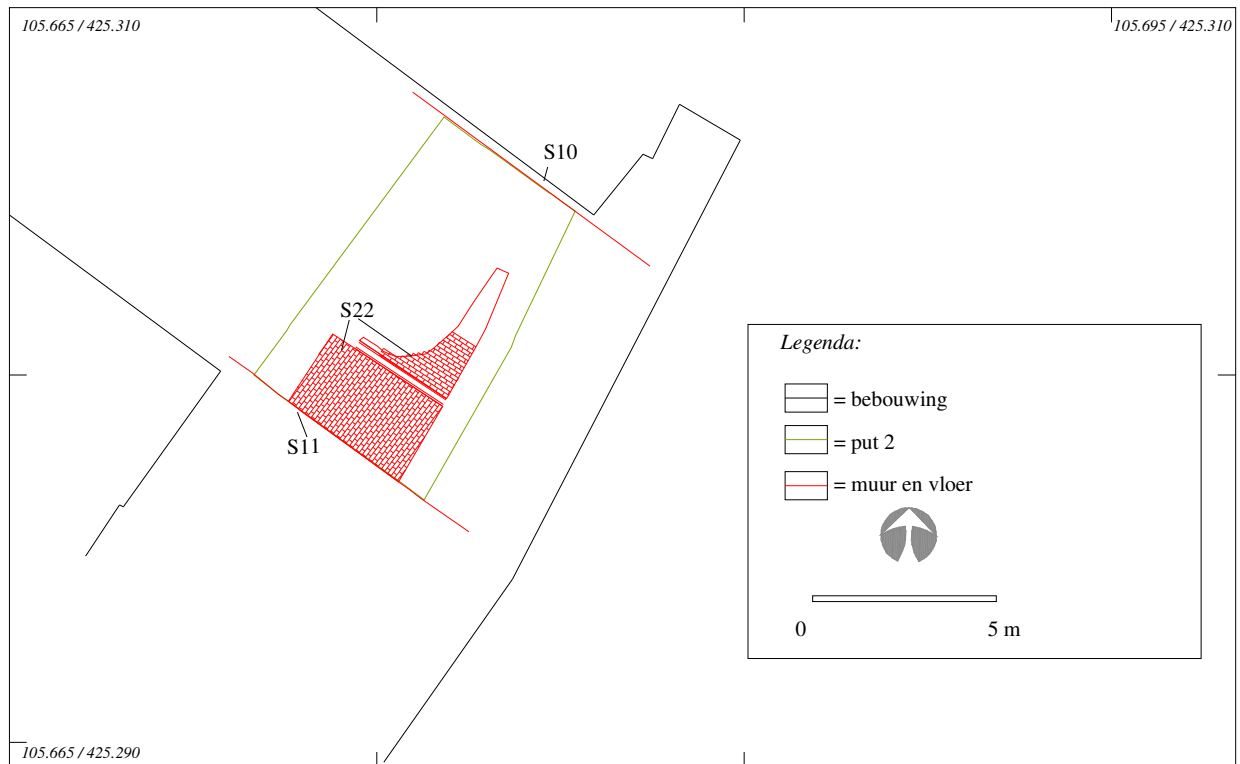 105.665 / 425.310
105.695 / 425.310
S10
S22
S11
Legenda:
= bebouwing
= put 2
= muur en vloer
0 5 m
105.665 / 425.290